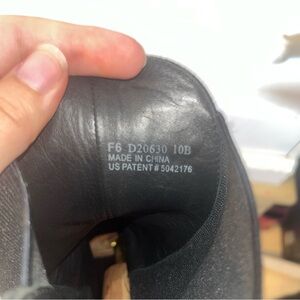 F6 D20630 10B
MADE IN CHINA
US PATENT # 5042176